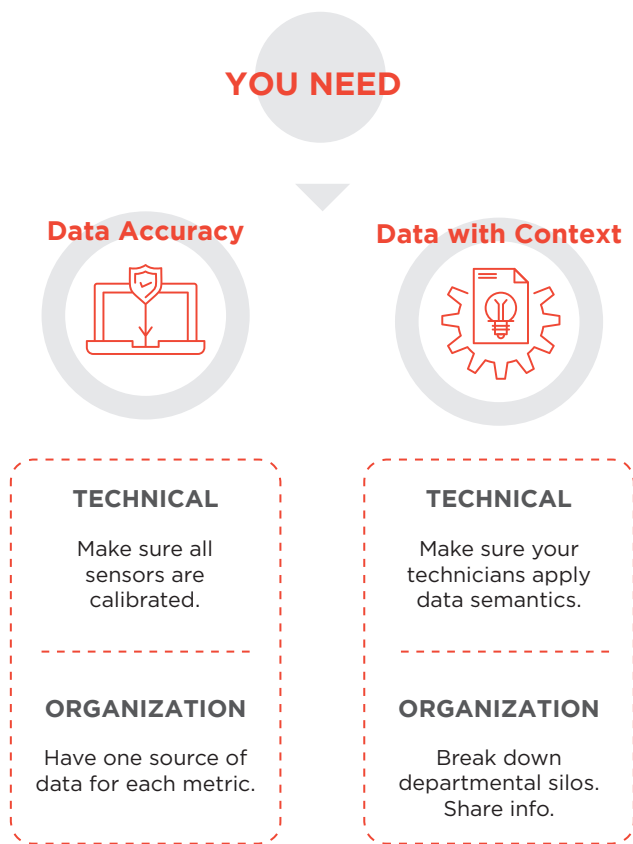 YOU NEED
Data Accuracy
TECHNICAL
Make sure all
sensors are
calibrated.
ORGANIZATION
Have one source of
data for each metric.
Data with Context
TECHNICAL
Make sure your
technicians apply
data semantics.
ORGANIZATION
Break down
departmental silos.
Share info.